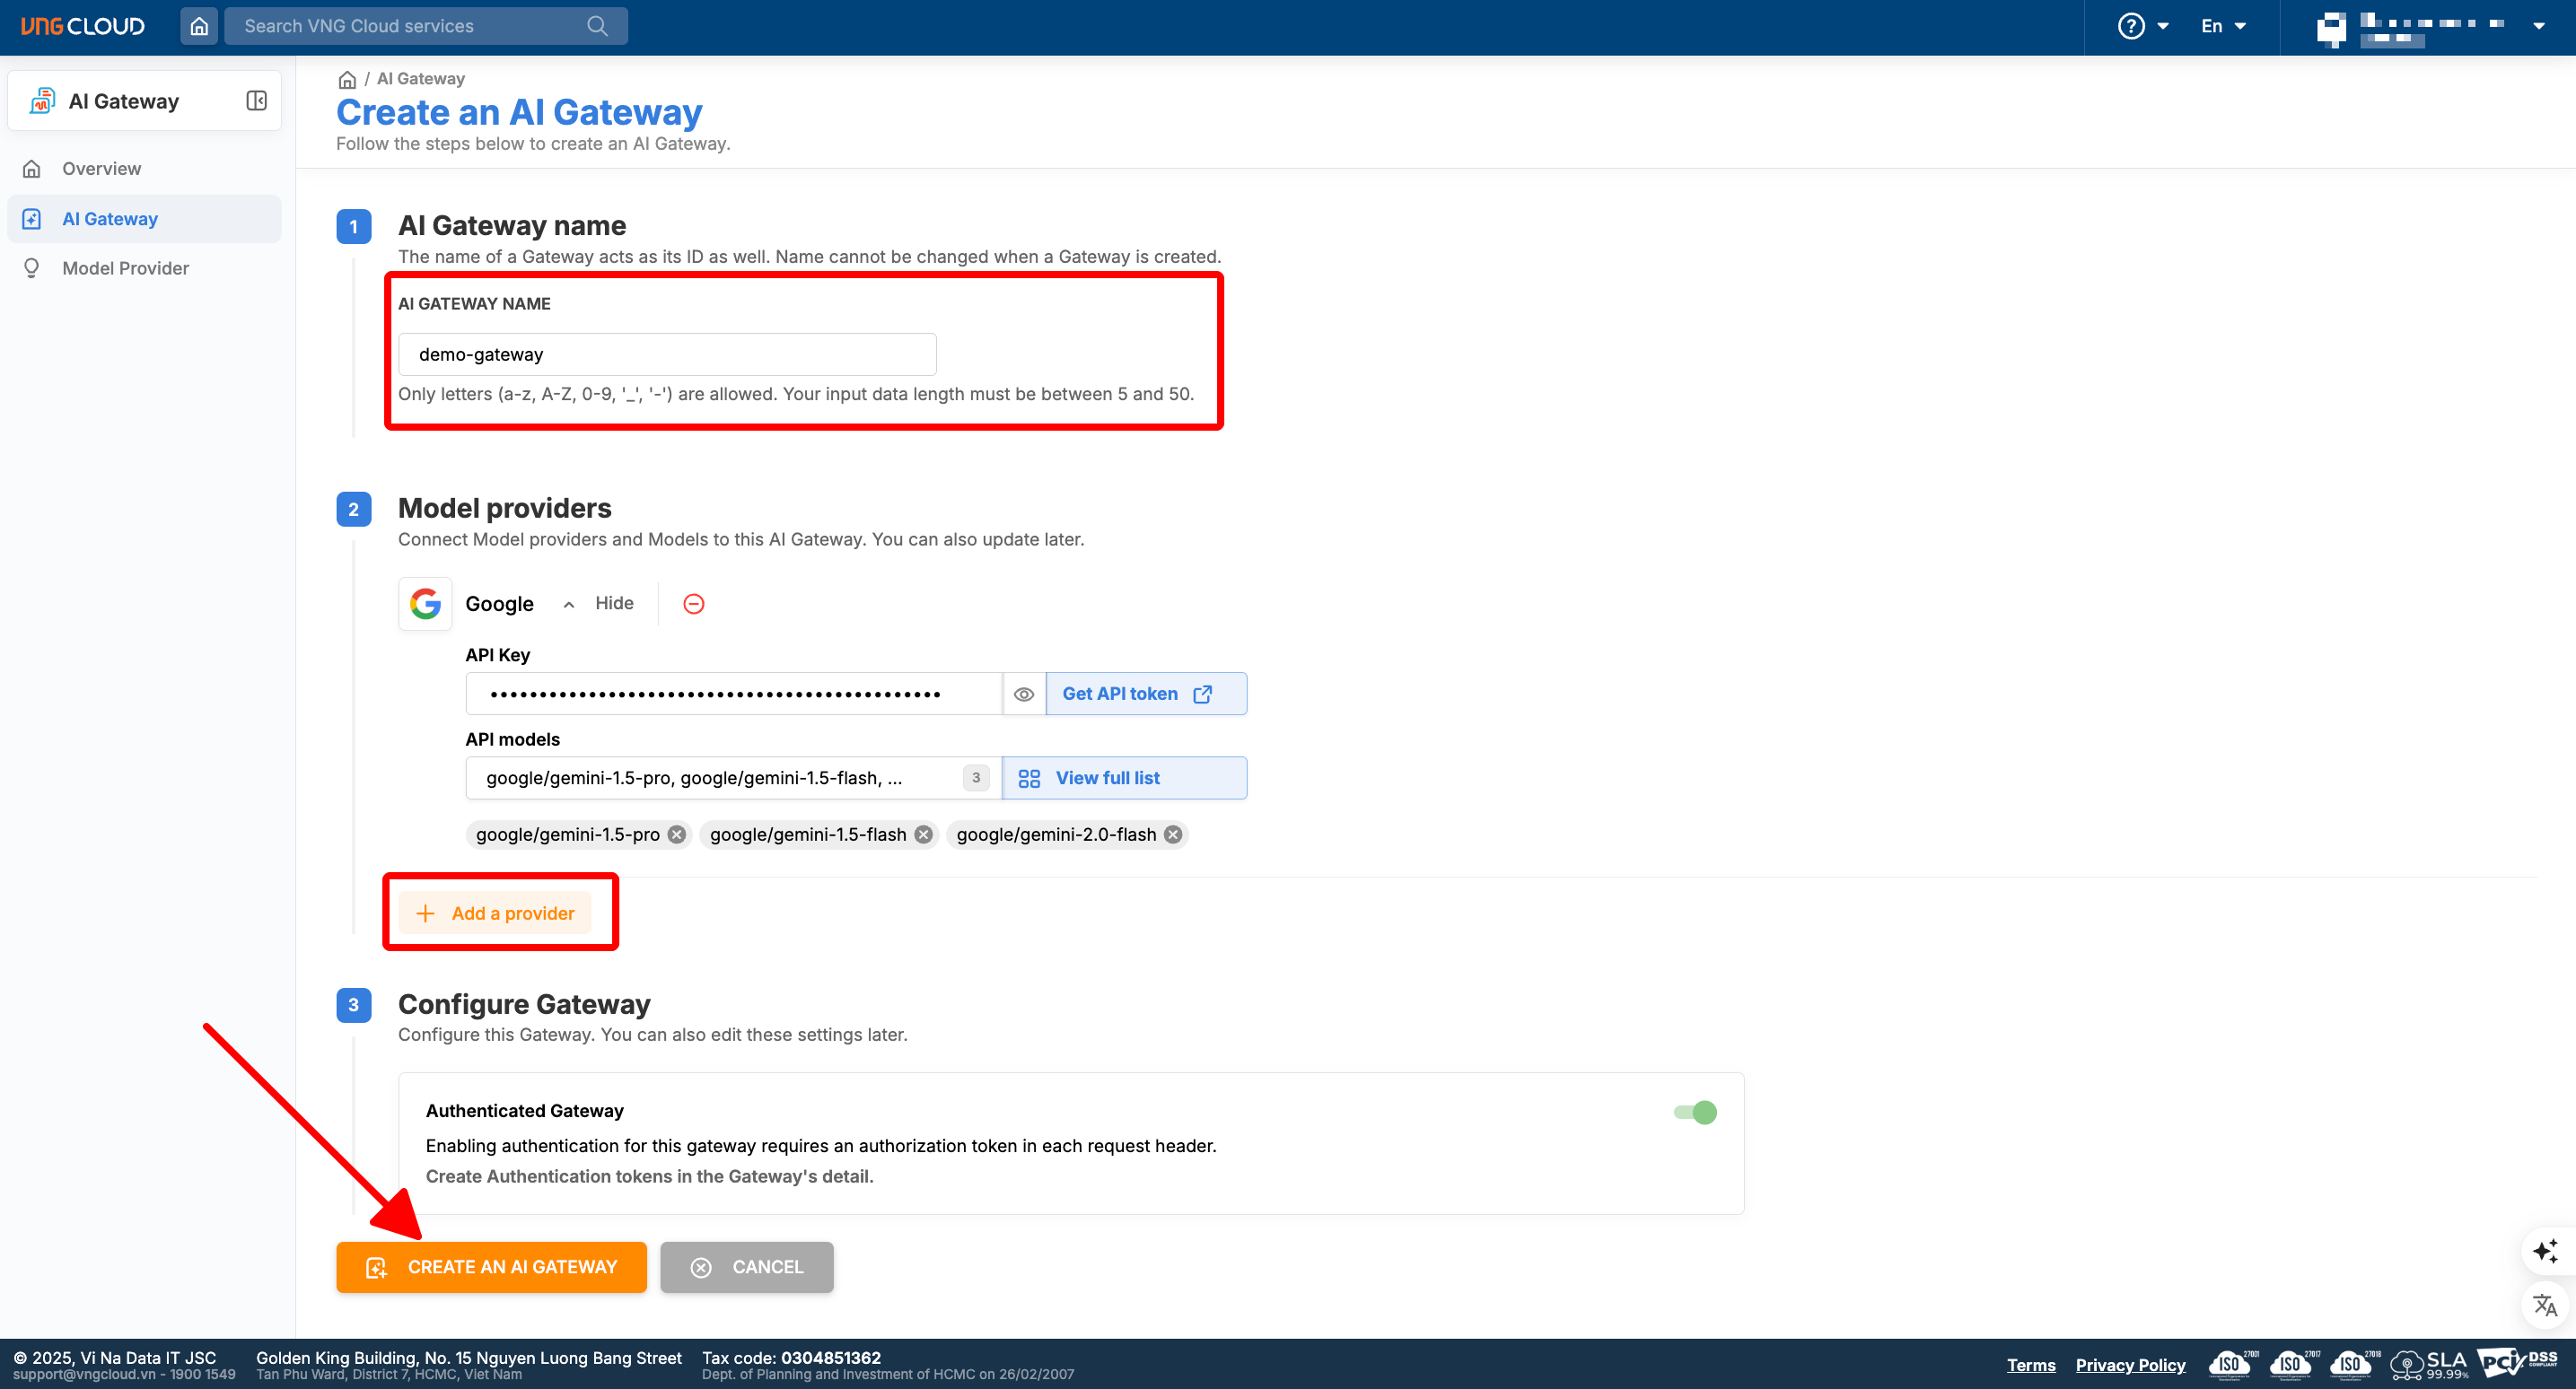 VNG CLOUD
Search VNG Cloud services
En
AI Gateway
Overview
AI Gateway
Model Provider
/ AI Gateway
Create an AI Gateway
Follow the steps below to create an AI Gateway.
1
AI Gateway name
The name of a Gateway acts as its ID as well. Name cannot be changed when a Gateway is created.
AI GATEWAY NAME
demo-gateway
Only letters (a-z, A-Z, 0-9, '_', '-') are allowed. Your input data length must be between 5 and 50.
2
Model providers
Connect Model providers and Models to this AI Gateway. You can also update later.
Google Hide
API Key
•••••••••••••••••••••••••••••••••••••••••••••• Get API token
API models
google/gemini-1.5-pro, google/gemini-1.5-flash, ... 3 View full list
google/gemini-1.5-pro google/gemini-1.5-flash google/gemini-2.0-flash
+ Add a provider
3
Configure Gateway
Configure this Gateway. You can also edit these settings later.
Authenticated Gateway
Enabling authentication for this gateway requires an authorization token in each request header.
Create Authentication tokens in the Gateway's detail.
CREATE AN AI GATEWAY CANCEL
© 2025, Vi Na Data IT JSC
support@vngcloud.vn - 1900 1549
Golden King Building, No. 15 Nguyen Luong Bang Street
Tan Phu Ward, District 7, HCMC, Viet Nam
Tax code: 0304851362
Dept. of Planning and Investment of HCMC on 26/02/2007
Terms Privacy Policy
ISO 27001
ISO 27017
ISO 27018
SLA 99.99%
PCI DSS COMPLIANT